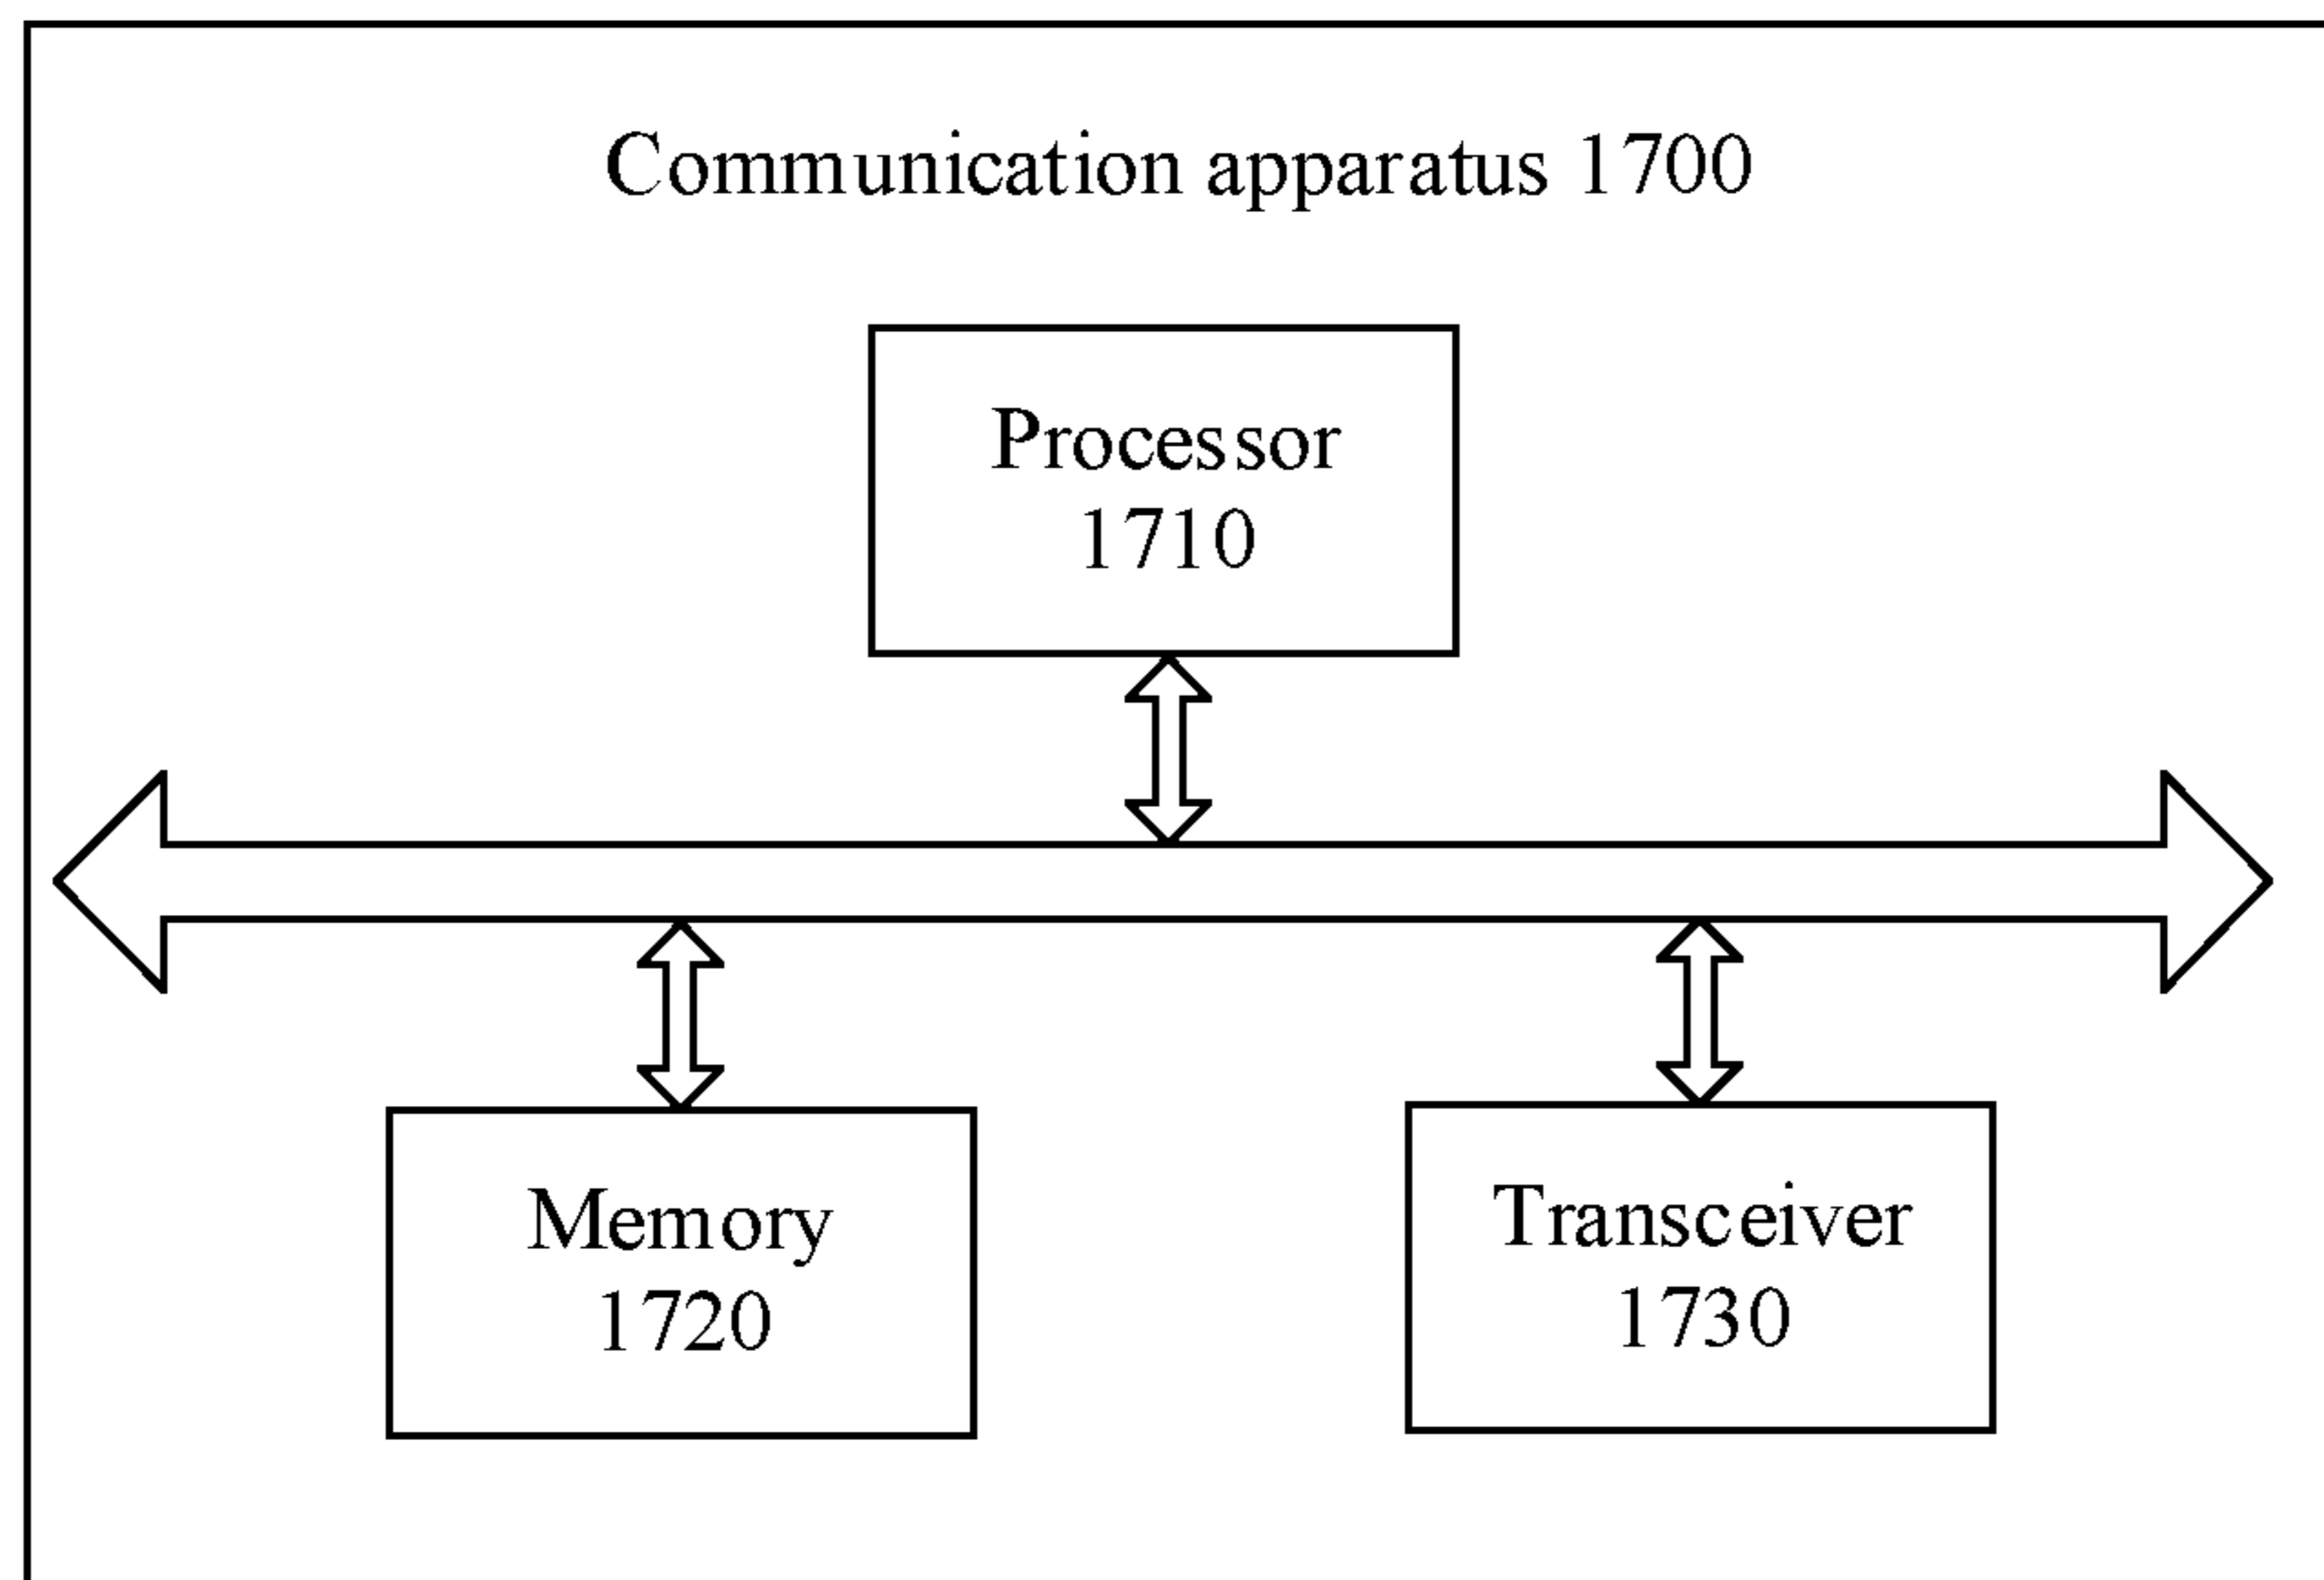 Communication apparatus 1700
Processor
1710
Memory
1720
Transceiver
1730